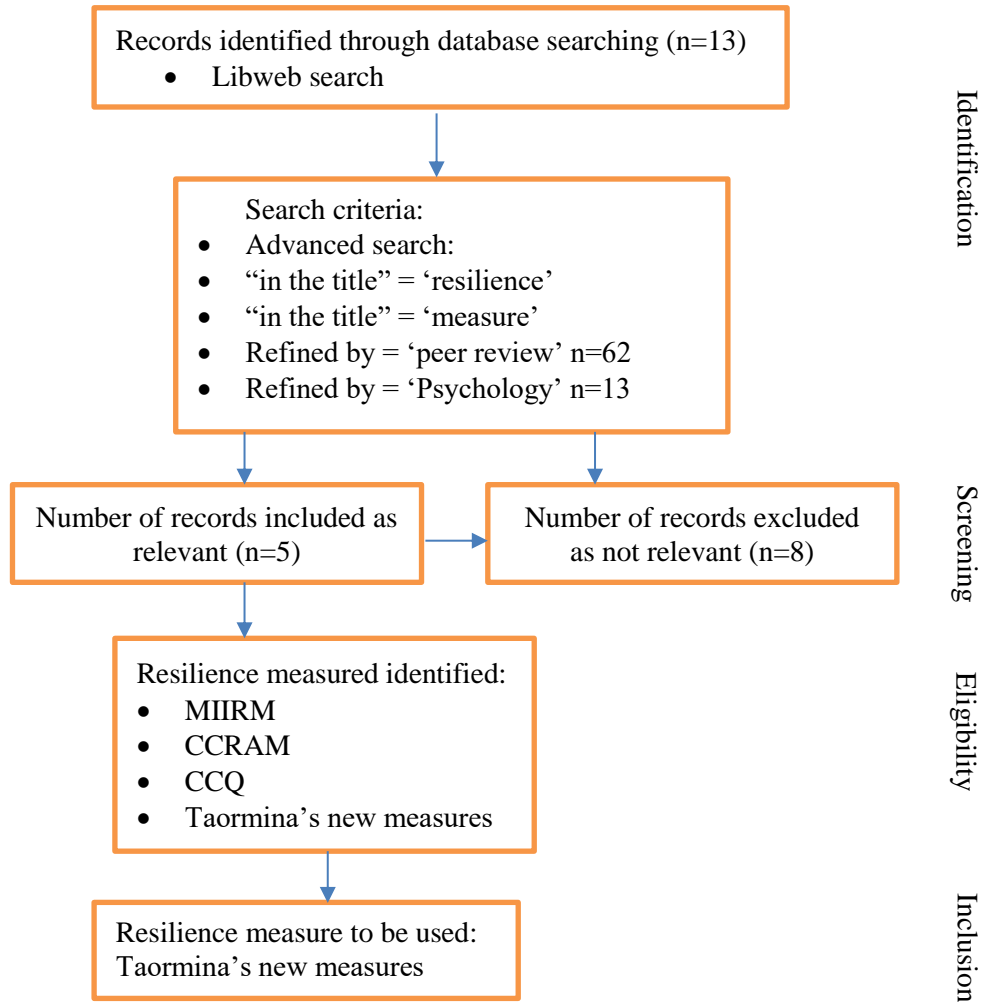 Records identified through database searching (n=13)
• Libweb search
Identification
Search criteria:
• Advanced search:
• “in the title” = ‘resilience’
• “in the title” = ‘measure’
• Refined by = ‘peer review’ n=62
• Refined by = ‘Psychology’ n=13
Number of records included as
relevant (n=5)
Number of records excluded
as not relevant (n=8)
Screening
Resilience measured identified:
• MIIRM
• CCRAM
• CCQ
• Taormina’s new measures
Eligibility
Resilience measure to be used:
Taormina’s new measures
Inclusion